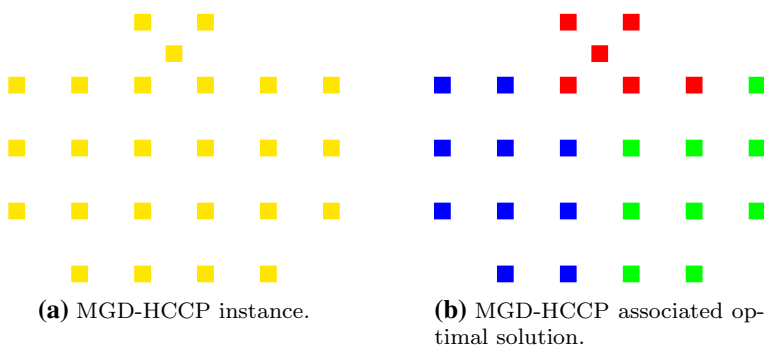 (a) MGD-HCCP instance.
(b) MGD-HCCP associated op-
timal solution.